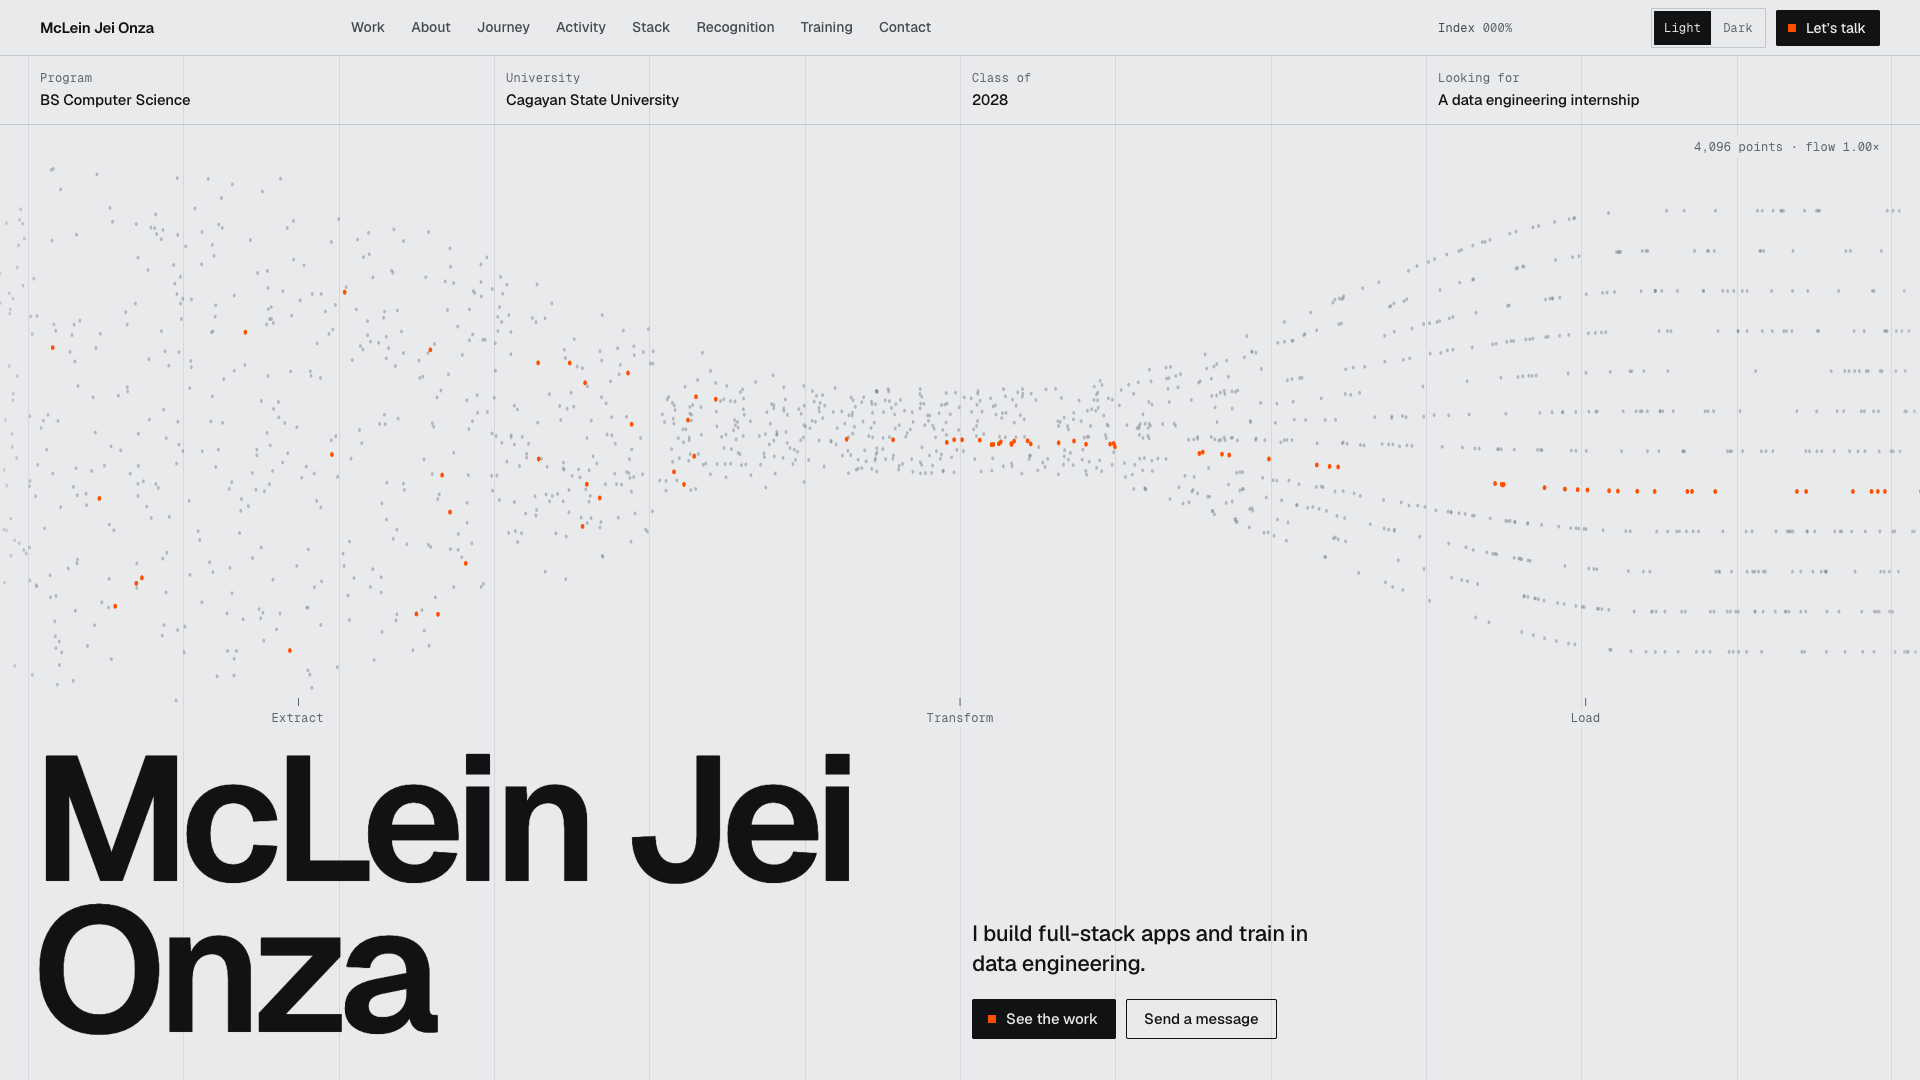 McLein Jei Onza
Work About Journey Activity Stack Recognition Training Contact
Index 000%
Light Dark
Let's talk
Program
BS Computer Science
University
Cagayan State University
Class of
2028
Looking for
A data engineering internship
4,096 points · flow 1.00×
Extract
Transform
Load
McLein Jei
Onza
I build full-stack apps and train in
data engineering.
See the work
Send a message